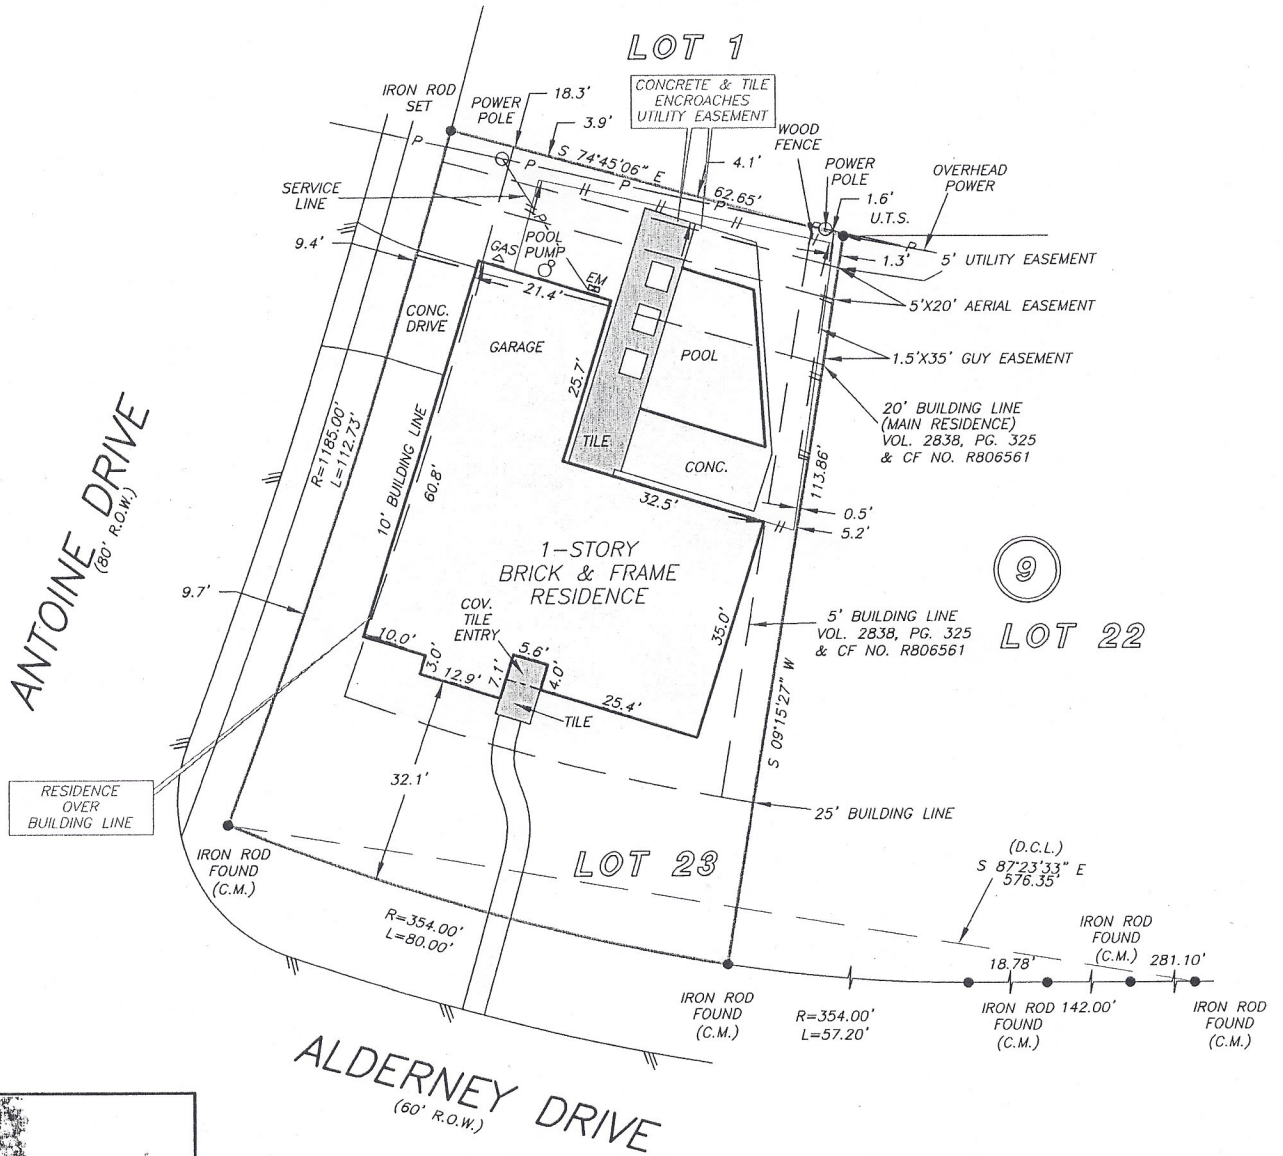 LOT 1
CONCRETE & TILE
ENCROACHES
UTILITY EASEMENT
IRON ROD
SET
POWER
POLE
18.3'
3.9'
S 74°45'06" E
62.65'
4.1'
WOOD
FENCE
POWER
POLE
1.6'
U.T.S.
OVERHEAD
POWER
P
P
P
P
P
P
P
SERVICE
LINE
9.4'
GAS
POOL
PUMP
EM
21.4'
1.3'
5' UTILITY EASEMENT
5'X20' AERIAL EASEMENT
1.5'X35' GUY EASEMENT
CONC.
DRIVE
GARAGE
25.7'
POOL
TILE
CONC.
20' BUILDING LINE
(MAIN RESIDENCE)
VOL. 2838, PG. 325
& CF NO. R806561
R=1185.00'
L=112.73'
10' BUILDING LINE
60.8'
32.5'
113.86'
0.5'
5.2'
ANTOINE DRIVE
(80' R.O.W.)
9.7'
1-STORY
BRICK & FRAME
RESIDENCE
9
LOT 22
COV.
TILE
ENTRY
10.0'
3.0'
12.9'
7.1'
5.6'
4.0'
25.4'
35.0'
TILE
5' BUILDING LINE
VOL. 2838, PG. 325
& CF NO. R806561
S 09°15'27" W
32.1'
RESIDENCE
OVER
BUILDING LINE
25' BUILDING LINE
IRON ROD
FOUND
(C.M.)
LOT 23
(D.C.L.)
S 87°23'33" E
576.35'
R=354.00'
L=80.00'
IRON ROD
FOUND
(C.M.)
18.78'
281.10'
IRON ROD
FOUND
(C.M.)
R=354.00'
L=57.20'
IRON ROD
FOUND
(C.M.)
142.00'
IRON ROD
FOUND
(C.M.)
ALDERNEY DRIVE
(60' R.O.W.)